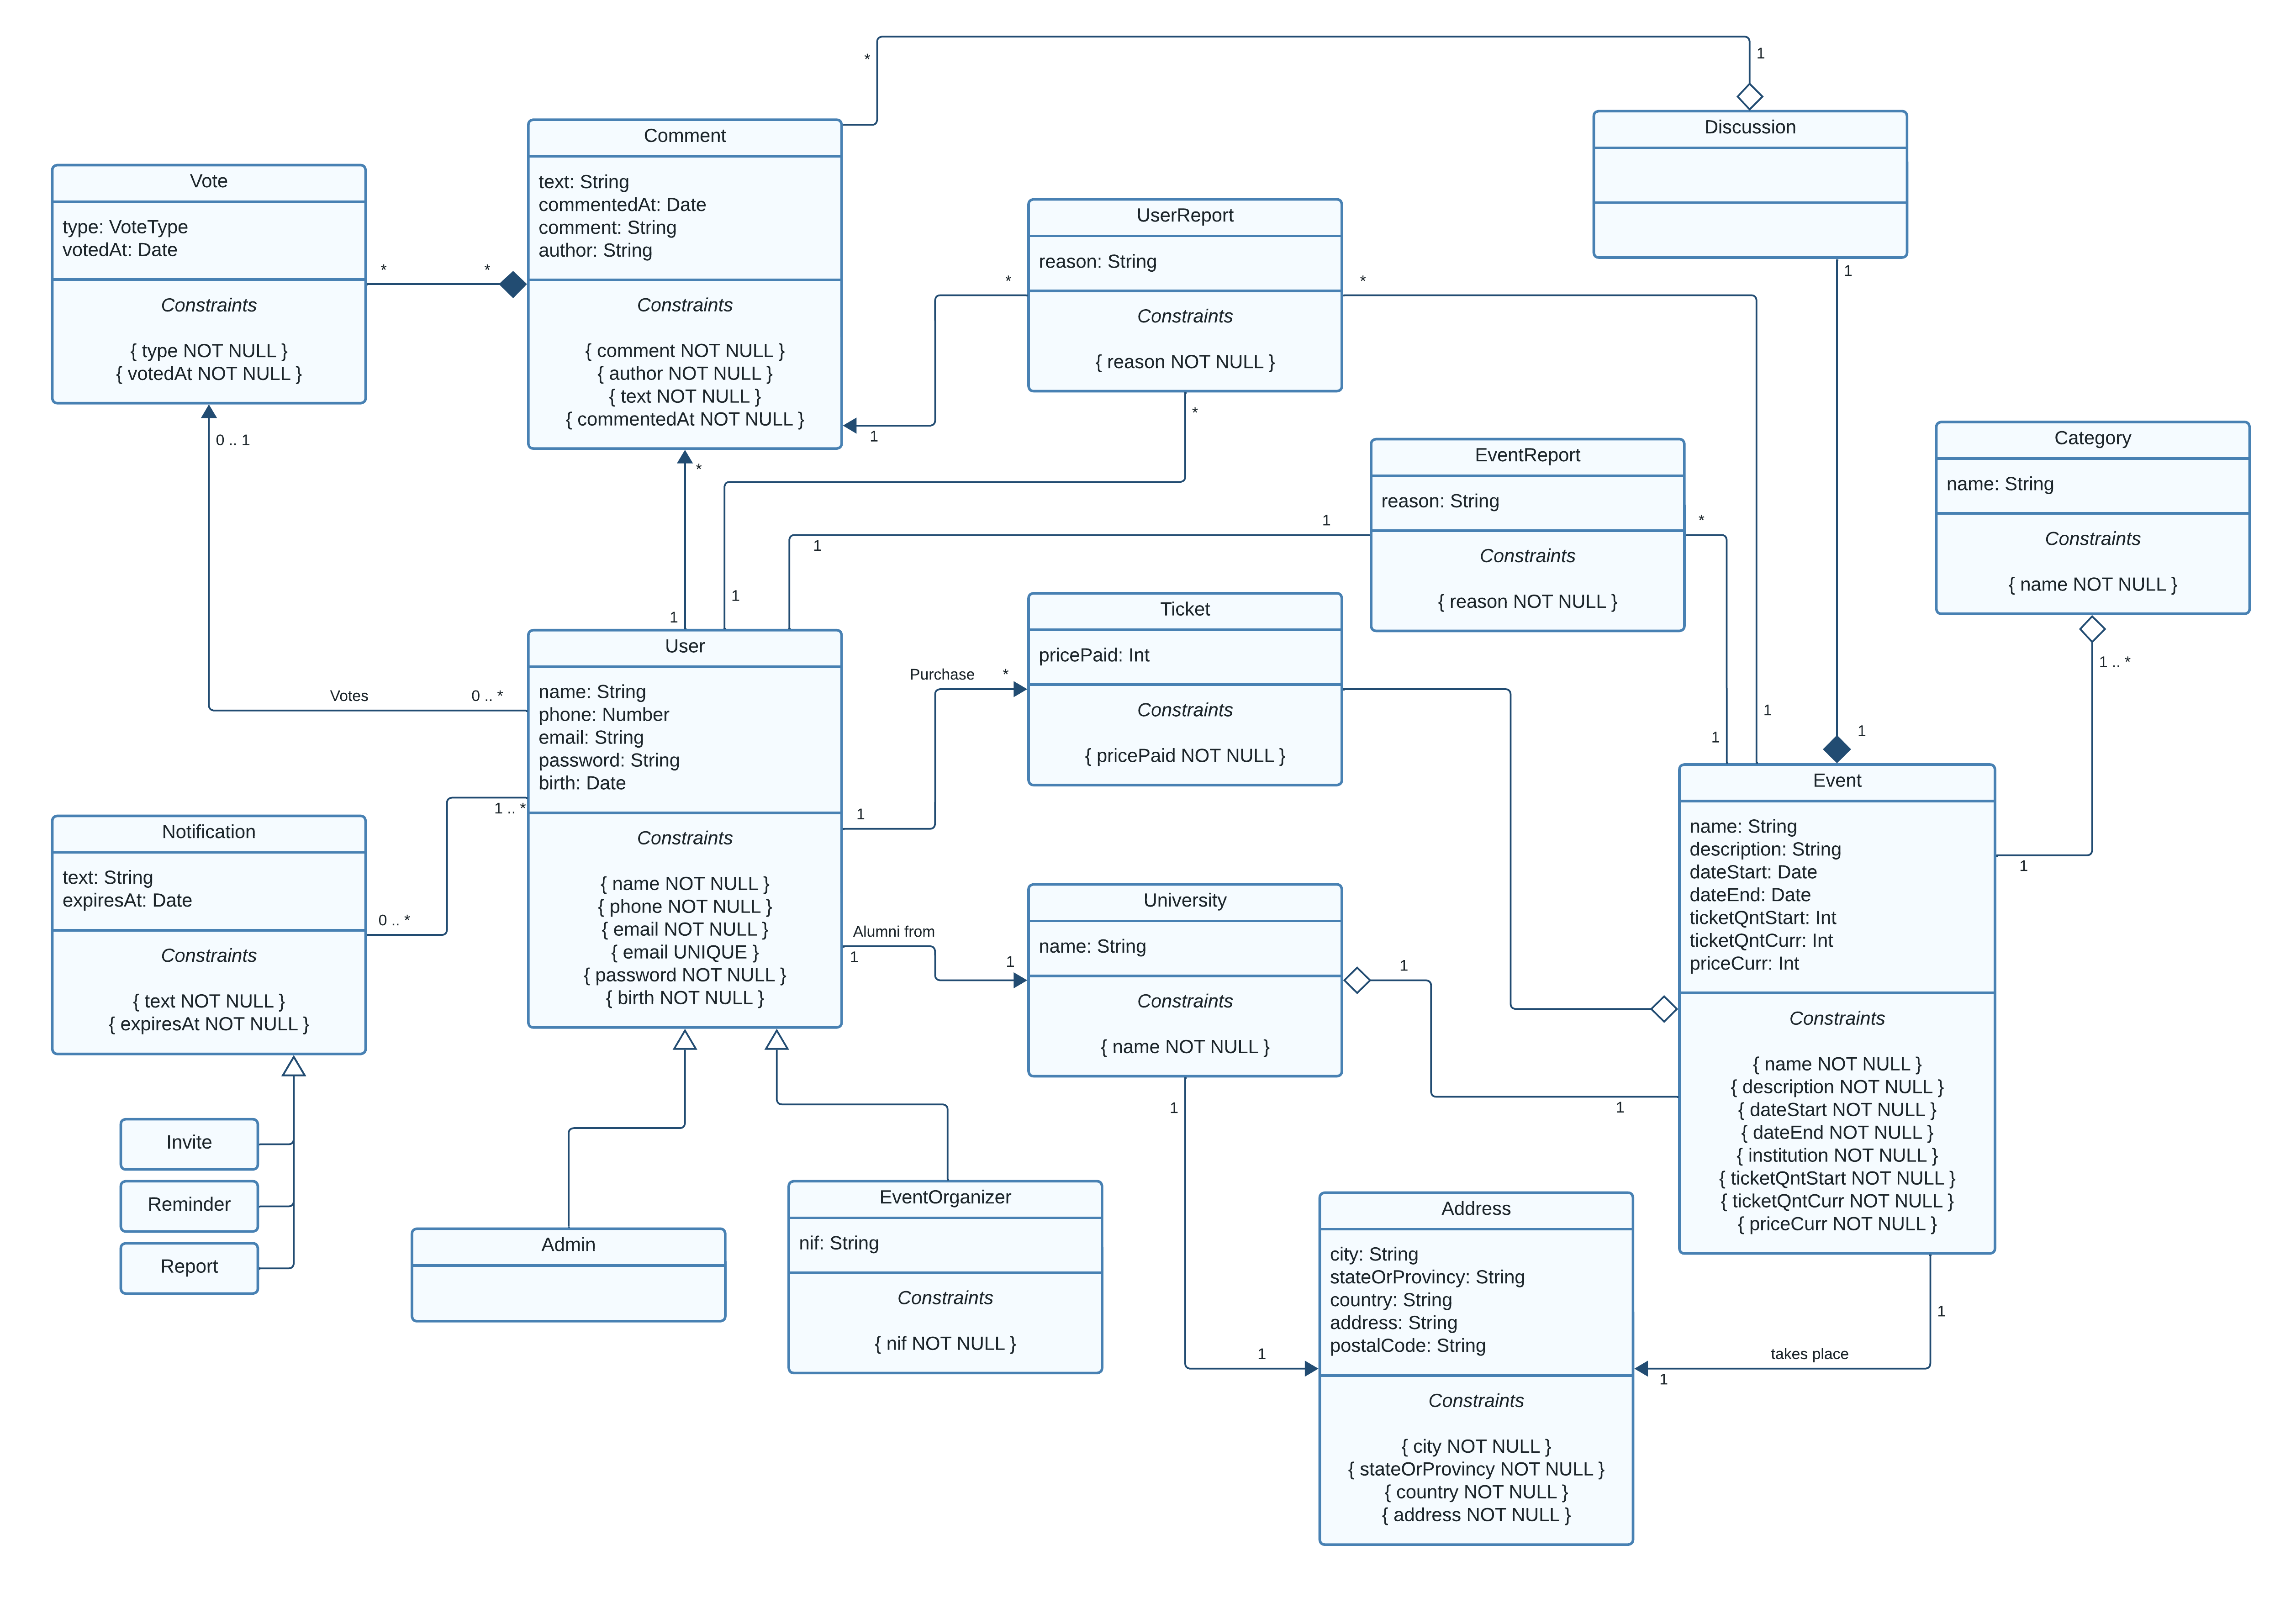 *
1
Discussion
1
Comment
text: String
commentedAt: Date
comment: String
author: String
Constraints
{ comment NOT NULL }
{ author NOT NULL }
{ text NOT NULL }
{ commentedAt NOT NULL }
Vote
type: VoteType
votedAt: Date
Constraints
{ type NOT NULL }
{ votedAt NOT NULL }
*
*
0 .. 1
UserReport
reason: String
Constraints
{ reason NOT NULL }
*
*
1
*
*
EventReport
reason: String
Constraints
{ reason NOT NULL }
1
*
1
Category
name: String
Constraints
{ name NOT NULL }
1 .. *
1
1
Votes
0 .. *
User
name: String
phone: Number
email: String
password: String
birth: Date
Constraints
{ name NOT NULL }
{ phone NOT NULL }
{ email NOT NULL }
{ email UNIQUE }
{ password NOT NULL }
{ birth NOT NULL }
Ticket
pricePaid: Int
Constraints
{ pricePaid NOT NULL }
Purchase
*
1
1
1
1
Event
name: String
description: String
dateStart: Date
dateEnd: Date
ticketQntStart: Int
ticketQntCurr: Int
priceCurr: Int
Constraints
{ name NOT NULL }
{ description NOT NULL }
{ dateStart NOT NULL }
{ dateEnd NOT NULL }
{ institution NOT NULL }
{ ticketQntStart NOT NULL }
{ ticketQntCurr NOT NULL }
{ priceCurr NOT NULL }
1
1 .. *
Notification
text: String
expiresAt: Date
Constraints
{ text NOT NULL }
{ expiresAt NOT NULL }
0 .. *
Alumni from
1
1
University
name: String
Constraints
{ name NOT NULL }
1
1
1
Invite
Reminder
Report
Admin
EventOrganizer
nif: String
Constraints
{ nif NOT NULL }
Address
city: String
stateOrProvincy: String
country: String
address: String
postalCode: String
Constraints
{ city NOT NULL }
{ stateOrProvincy NOT NULL }
{ country NOT NULL }
{ address NOT NULL }
1
1
takes place
1